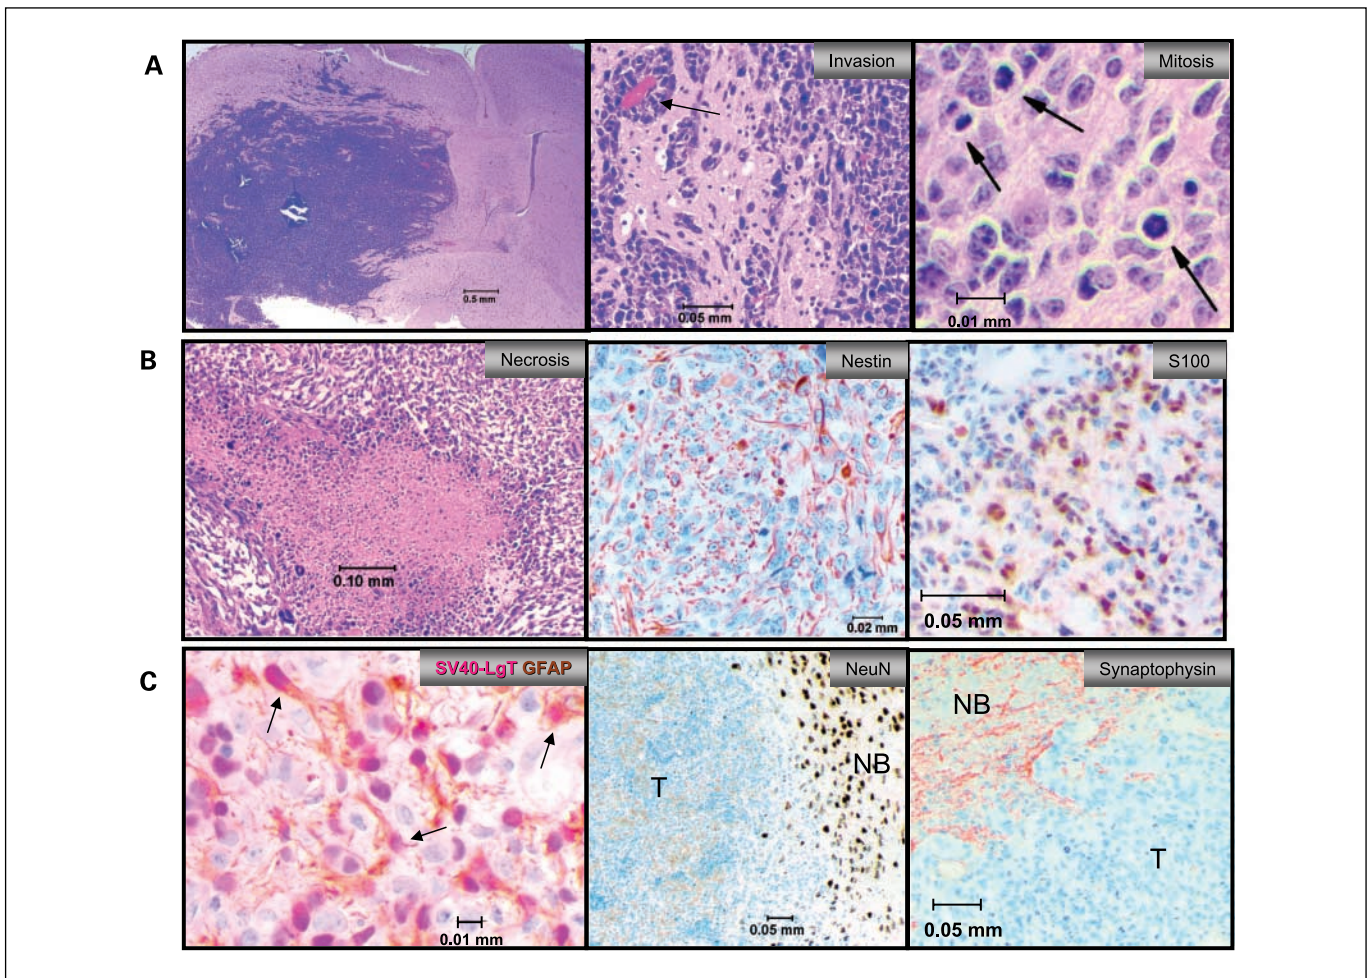 A
Invasion
Mitosis
0.5 mm
0.05 mm
0.01 mm
B
Necrosis
Nestin
S100
0.10 mm
0.02 mm
0.05 mm
C
SV40-LgT GFAP
NeuN
Synaptophysin
NB
NB
T
T
0.01 mm
0.05 mm
0.05 mm